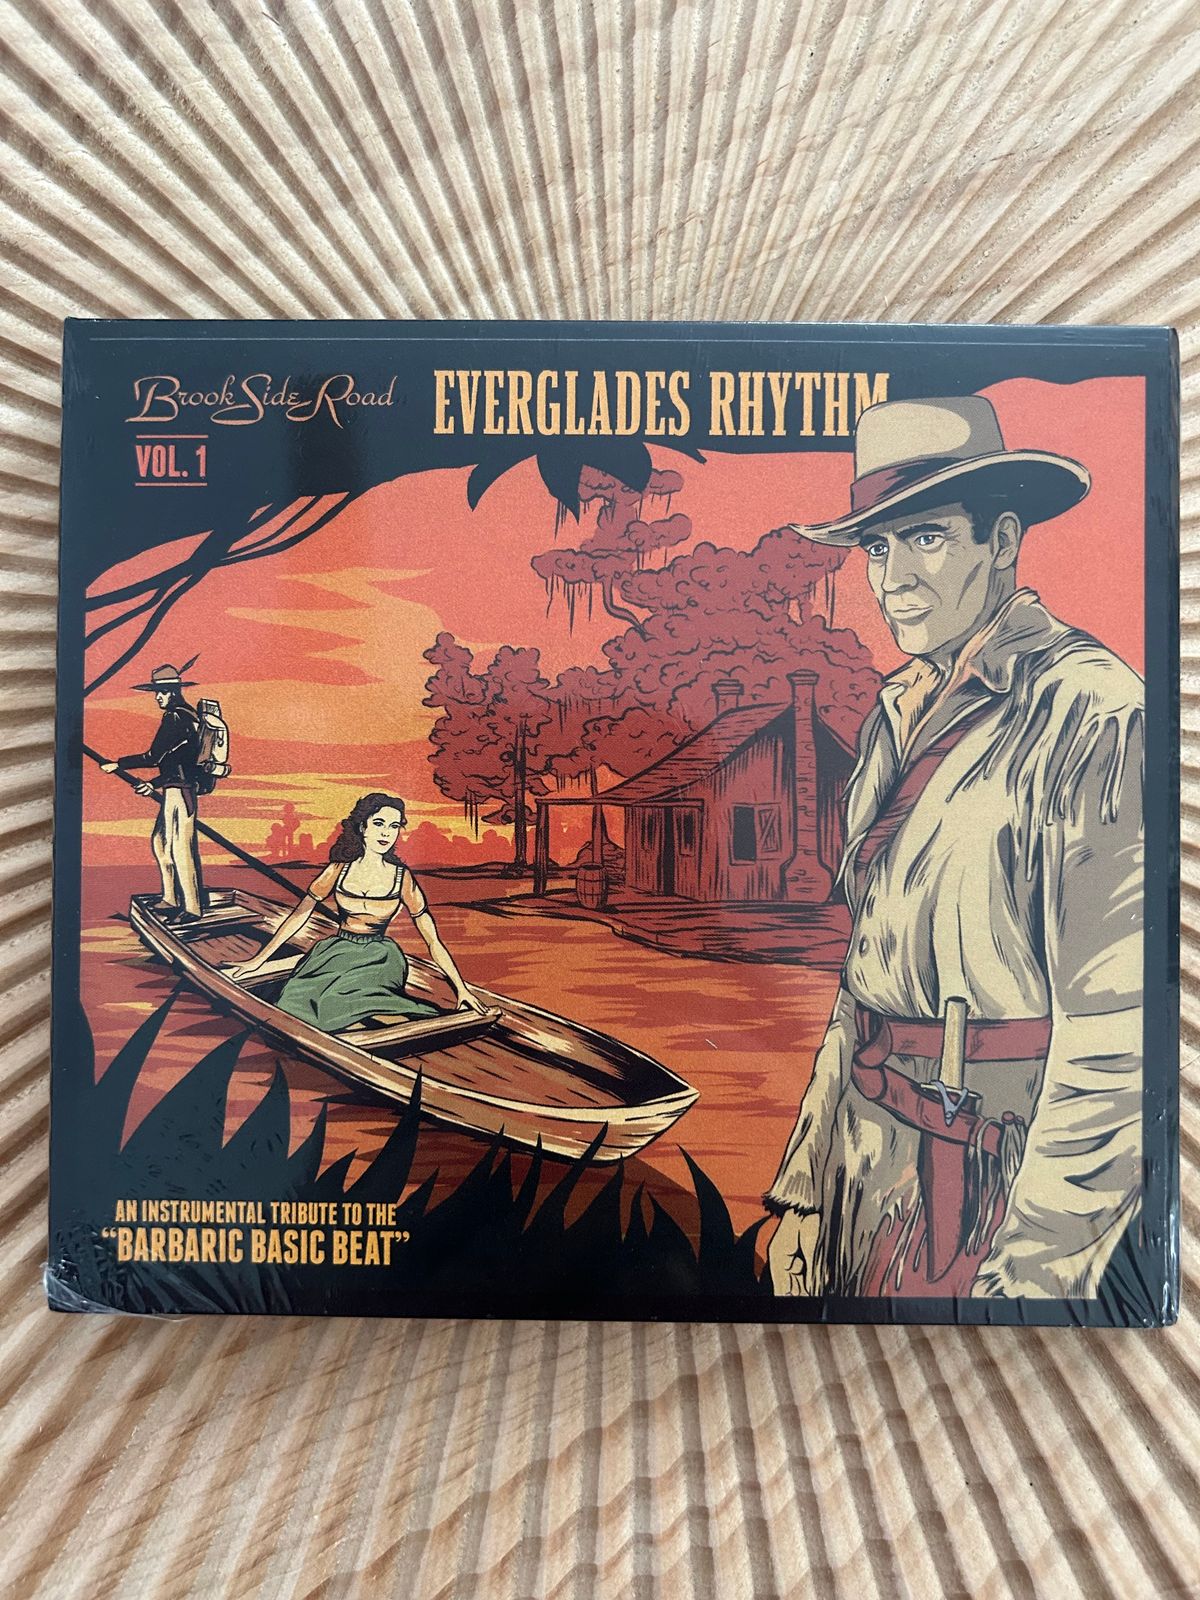 Brook Side Road
VOL. 1
EVERGLADES RHYTHM
AN INSTRUMENTAL TRIBUTE TO THE
“BARBARIC BASIC BEAT”